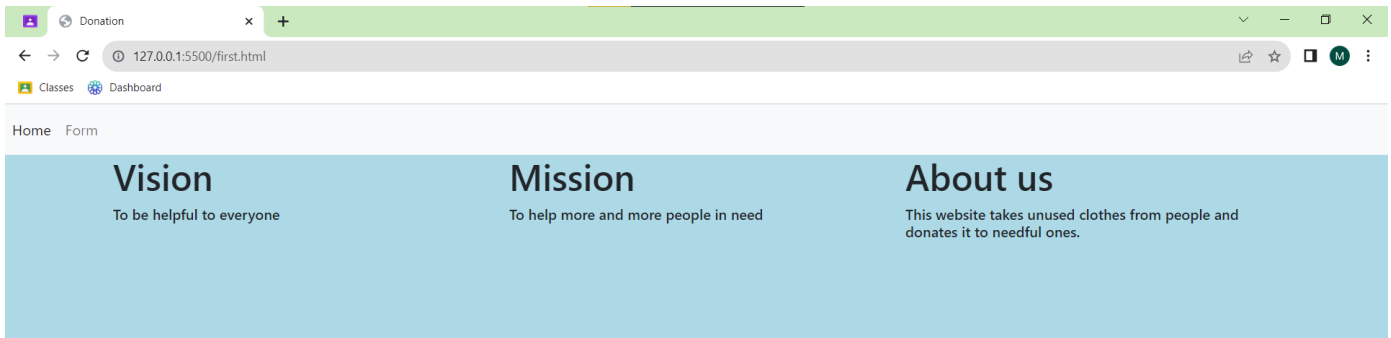 Donation
127.0.0.1:5500/first.html
M
Classes Dashboard
Home Form
Vision
To be helpful to everyone
Mission
To help more and more people in need
About us
This website takes unused clothes from people and
donates it to needful ones.